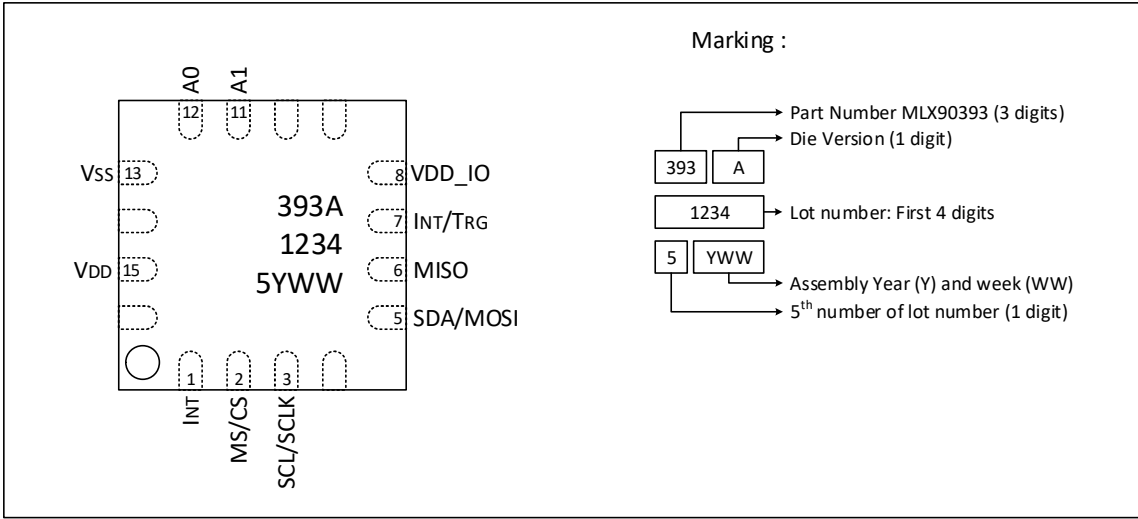 Marking :
A0
A1
12
11
VSS 13
8 VDD_IO
7 INT/TRG
VDD 15
6 MISO
5 SDA/MOSI
393A
1234
5YWW
1
2
3
INT
MS/CS
SCL/SCLK
Part Number MLX90393 (3 digits)
Die Version (1 digit)
393 A
1234 Lot number: First 4 digits
5 YWW
Assembly Year (Y) and week (WW)
5th number of lot number (1 digit)